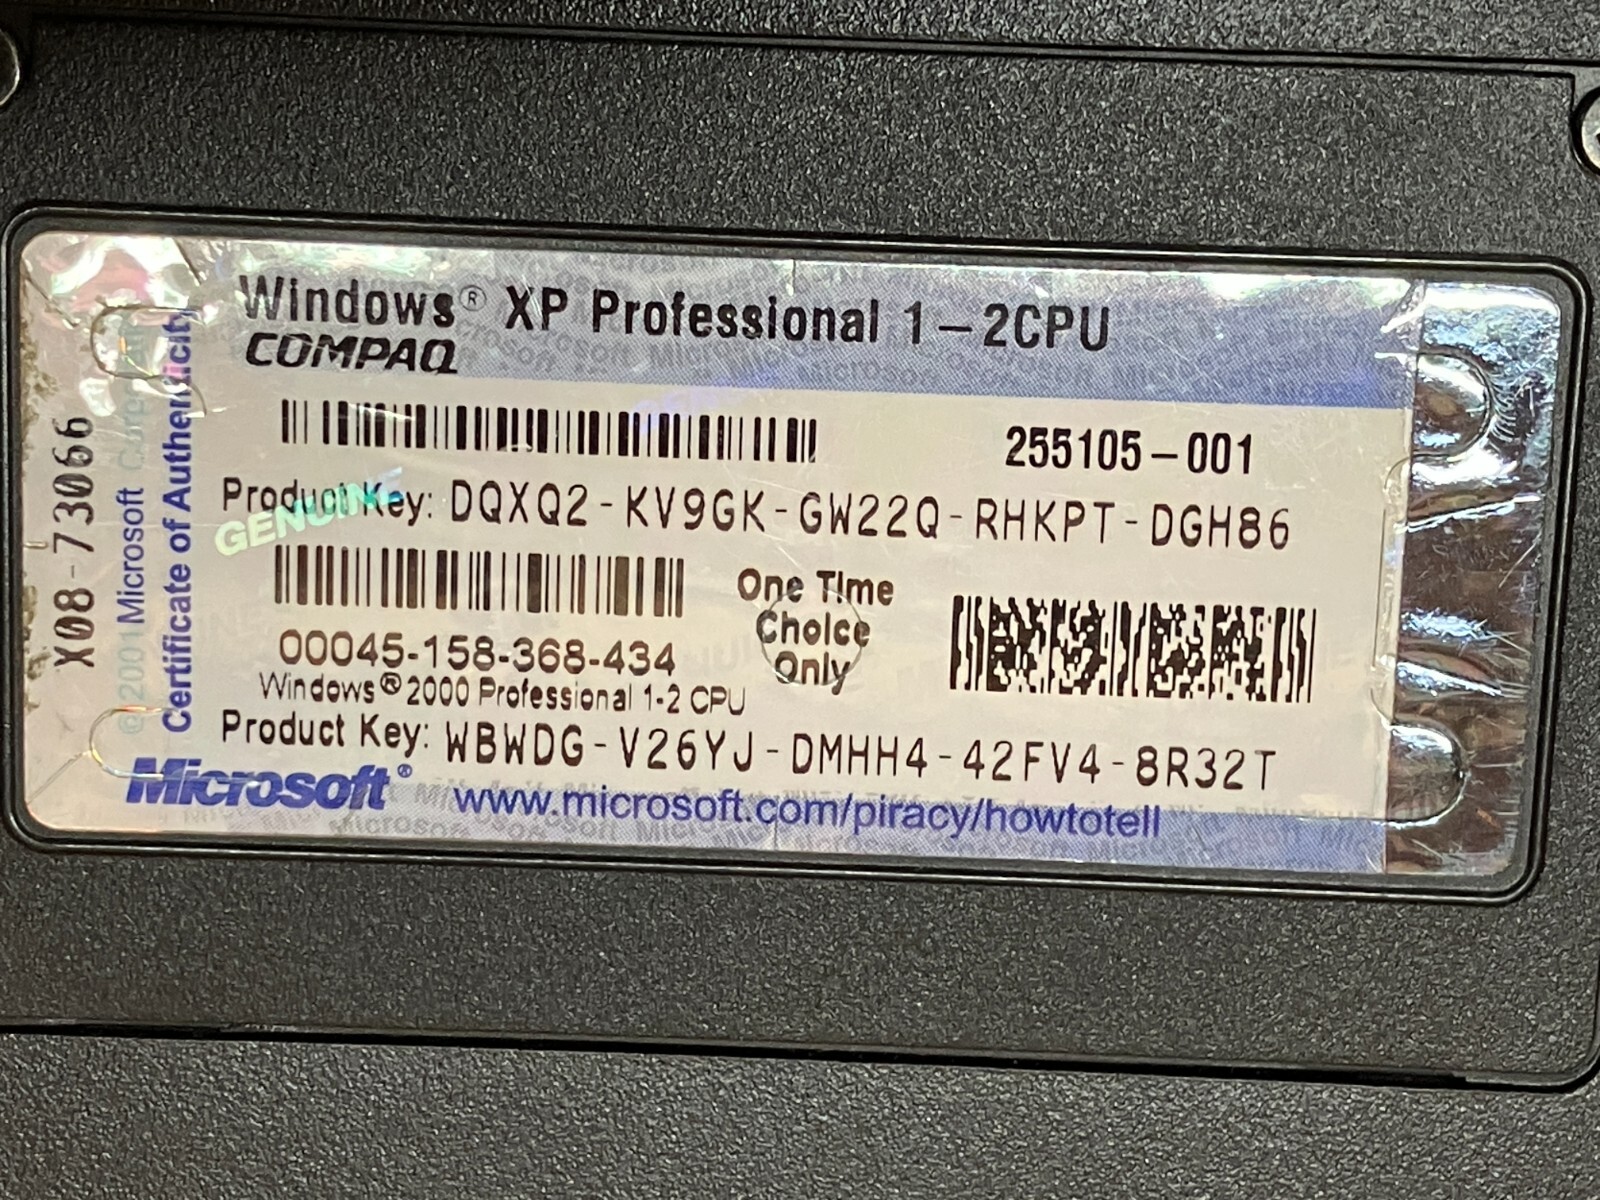 Windows® XP Professional 1-2CPU
COMPAQ
255105-001
Product Key: DQXQ2-KV9GK-GW22Q-RHKPT-DGH86
GENUINE
One Time
Choice
Only
00045-158-368-434
Windows® 2000 Professional 1-2 CPU
Product Key: WBWDG-V26YJ-DMHH4-42FV4-8R32T
Microsoft®
www.microsoft.com/piracy/howtotell
X08-73066
©2001 Microsoft Corporation
Certificate of Authenticity